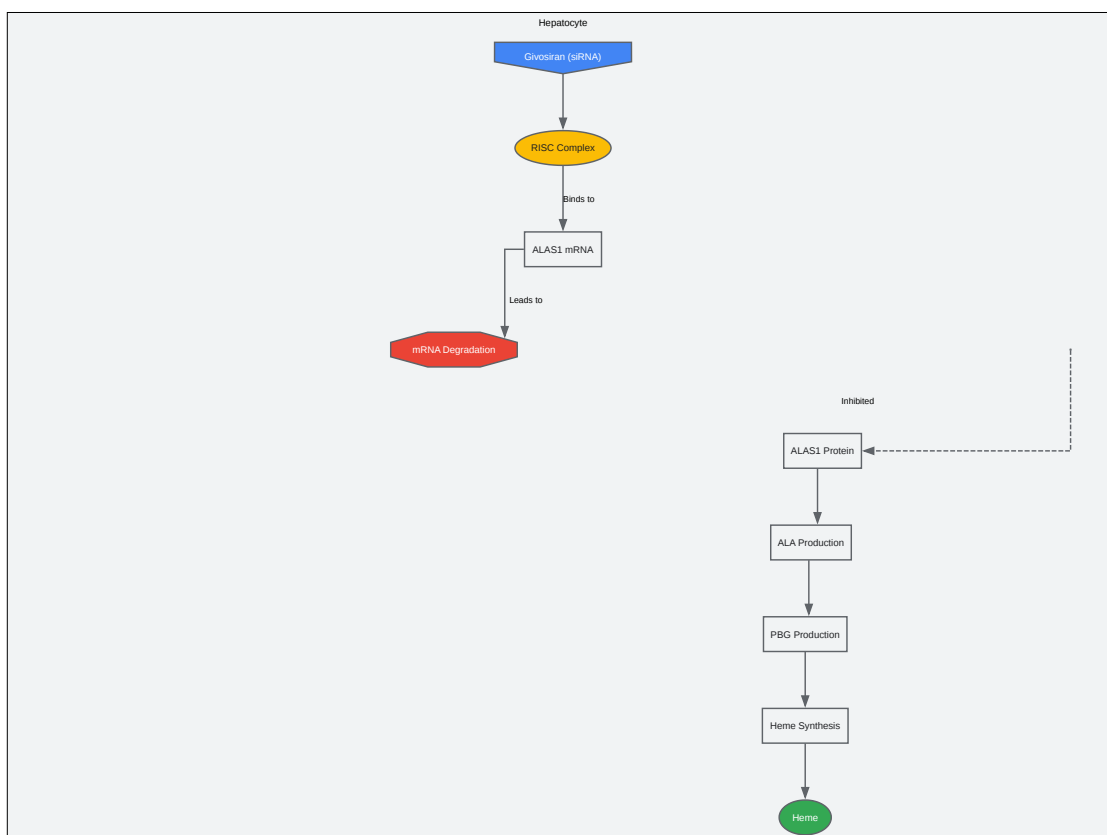 Hepatocyte
Givosiran (siRNA)
RISC Complex
Binds to
ALAS1 mRNA
Leads to
mRNA Degradation
Inhibited
ALAS1 Protein
ALA Production
PBG Production
Heme Synthesis
Heme